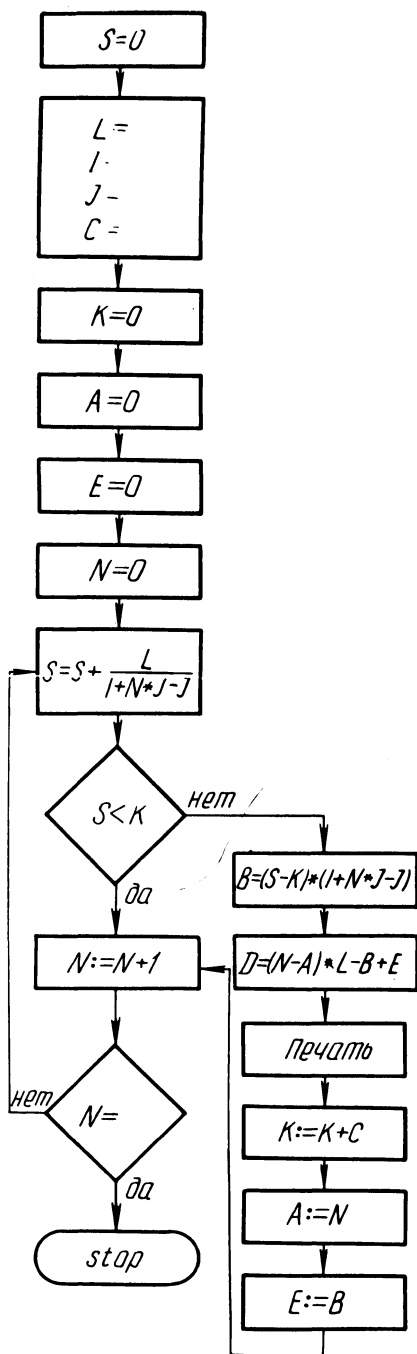 S=0
L=
I-
J-
C=
K=0
A=0
E=0
N=0
S=S+ L
I+N*J-J
S<K
нет
да
B=(S-K)*(I+N*J-J)
N:=N+1
D=(N-A)*L-B+E
Печать
нет
N=
K:=K+C
да
A:=N
stop
E:=B